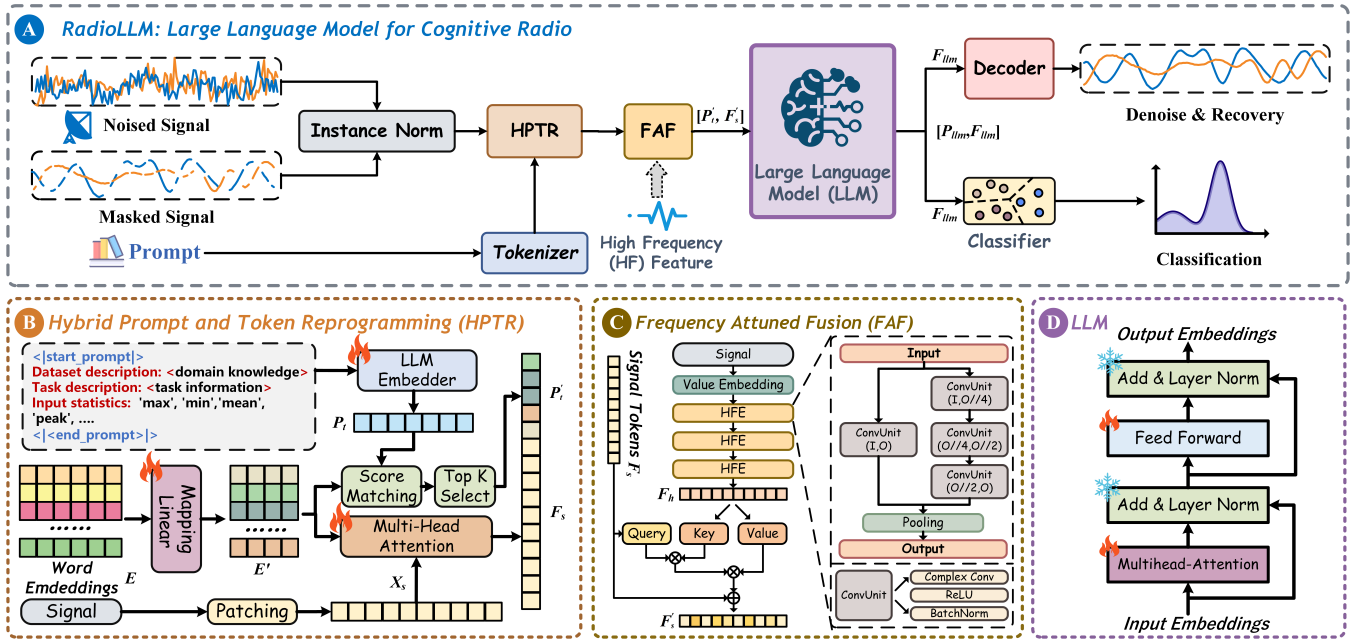 A RadioLLM: Large Language Model for Cognitive Radio
Noised Signal
Masked Signal
Prompt
Instance Norm
HPTR
Tokenizer
FAF
High Frequency
(HF) Feature
[P't, F's]
Large Language
Model (LLM)
Fllm
[Pllm,Fllm]
Fllm
Decoder
Denoise & Recovery
Classifier
Classification
B Hybrid Prompt and Token Reprogramming (HPTR)
<|start_prompt|>
Dataset description: <domain knowledge>
Task description: <task information>
Input statistics: 'max', 'min','mean',
'peak', ....
<|<end_prompt>|>
LLM
Embedder
Pt
P't
Score
Matching
Top K
Select
Multi-Head
Attention
Fs
Mapping
Linear
......
......
Word
Emdeddings
E
E'
Xs
Signal
Patching
C Frequency Attuned Fusion (FAF)
Signal Tokens Fs
Signal
Value Embedding
HFE
HFE
HFE
Fh
Query
Key
Value
F's
Input
ConvUnit
(I,O//4)
ConvUnit
(I,O)
ConvUnit
(O//4,O//2)
ConvUnit
(O//2,O)
Pooling
Output
ConvUnit
Complex Conv
ReLU
BatchNorm
D LLM
Output Embeddings
Add & Layer Norm
Feed Forward
Add & Layer Norm
Multihead-Attention
Input Embeddings